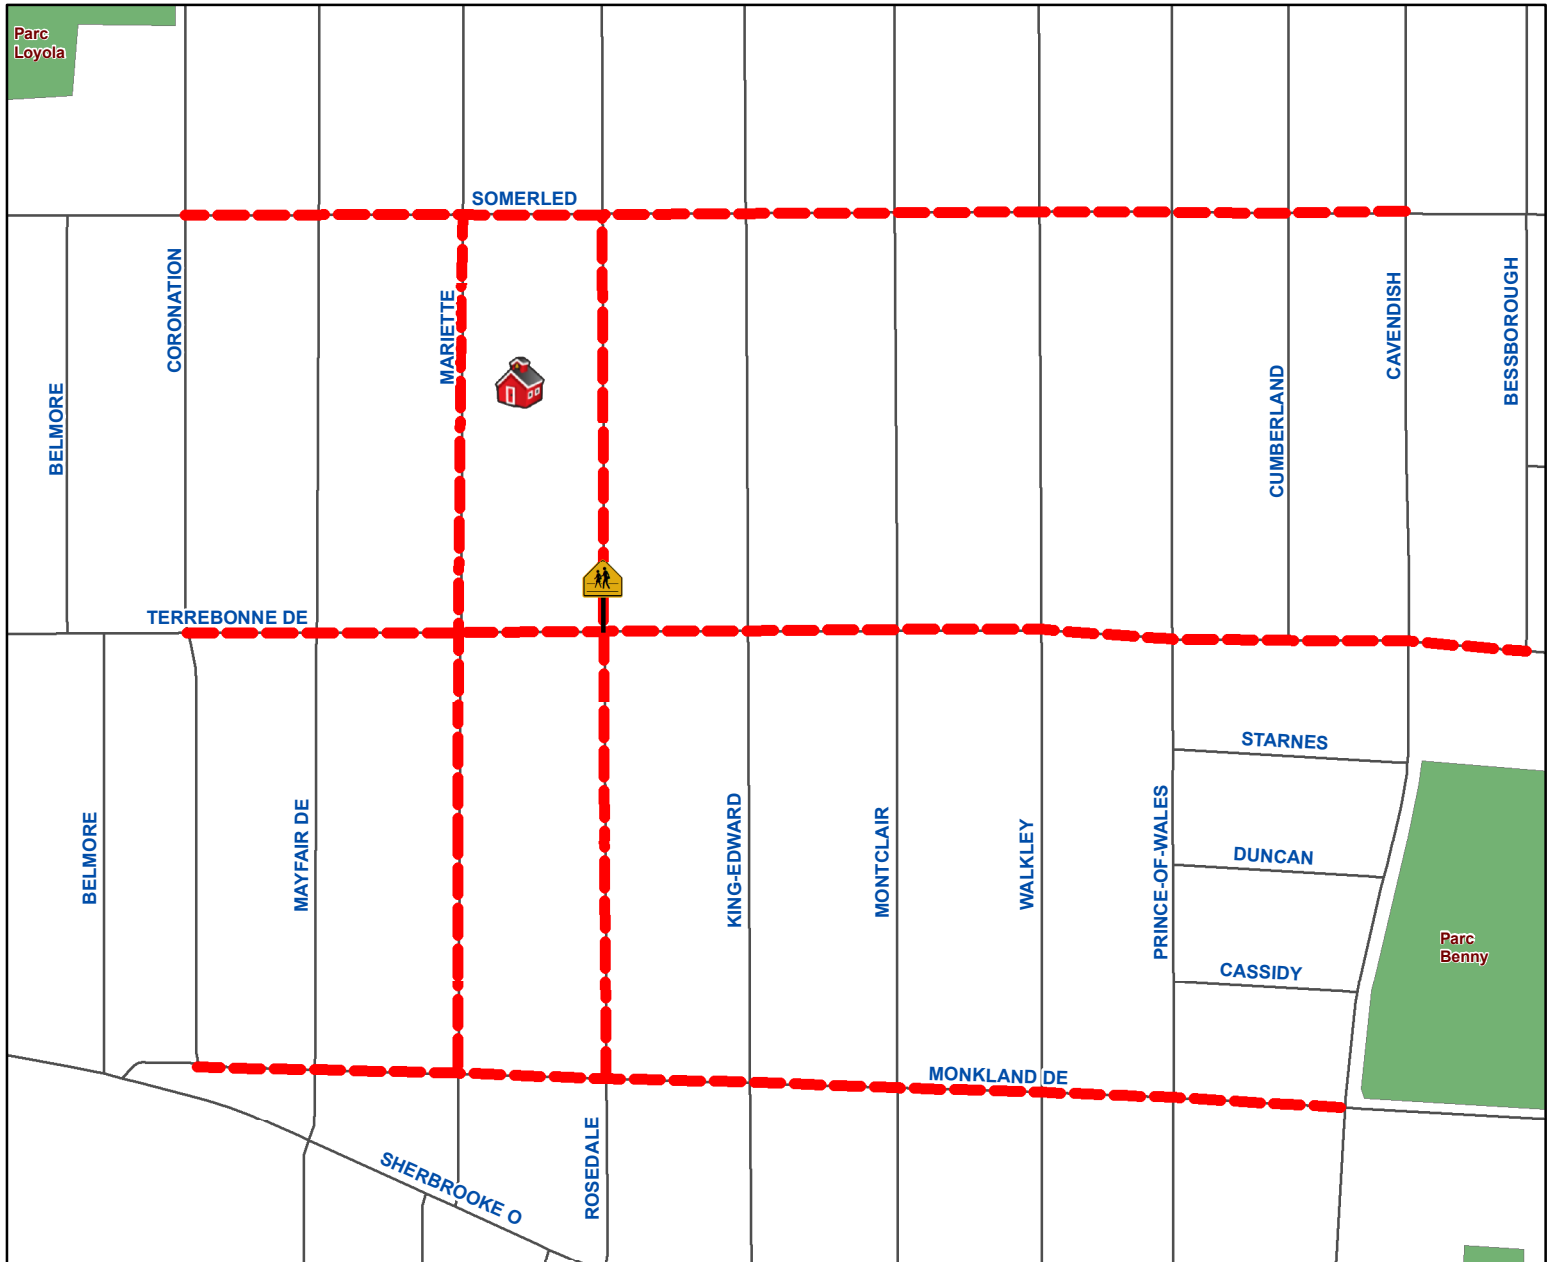 Parc
Loyola
SOMERLED
CORONATION
MARIETTE
BELMORE
CUMBERLAND
CAVENDISH
BESSBOROUGH
TERREBONNE DE
STARNES
BELMORE
MAYFAIR DE
KING-EDWARD
MONTCLAIR
WALKLEY
PRINCE-OF-WALES
DUNCAN
CASSIDY
Parc
Benny
MONKLAND DE
SHERBROOKE O
ROSEDALE